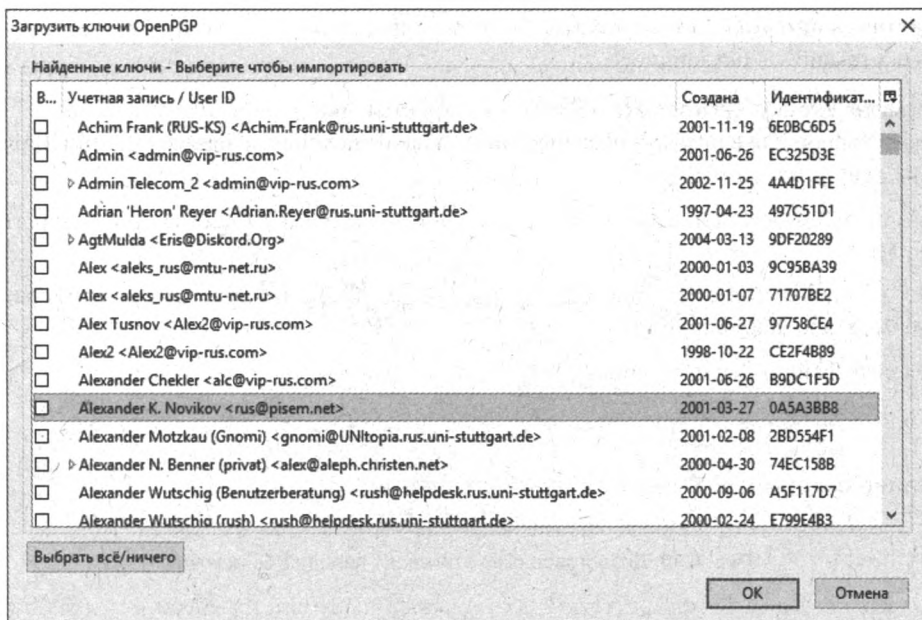 Загрузить ключи OpenPGP
Найденные ключи - Выберите чтобы импортировать
В... Учетная запись / User ID Создана Идентификат...
Achim Frank (RUS-KS) <Achim.Frank@rus.uni-stuttgart.de> 2001-11-19 6E0BC6D5
Admin <admin@vip-rus.com> 2001-06-26 EC325D3E
Admin Telecom_2 <admin@vip-rus.com> 2002-11-25 4A4D1FFE
Adrian 'Heron' Reyer <Adrian.Reyer@rus.uni-stuttgart.de> 1997-04-23 497C51D1
AgtMulda <Eris@Diskord.Org> 2004-03-13 9DF20289
Alex <aleks_rus@mtu-net.ru> 2000-01-03 9C95BA39
Alex <aleks_rus@mtu-net.ru> 2000-01-07 71707BE2
Alex Tusnov <Alex2@vip-rus.com> 2001-06-27 97758CE4
Alex2 <Alex2@vip-rus.com> 1998-10-22 CE2F4B89
Alexander Chekler <alc@vip-rus.com> 2001-06-26 B9DC1F5D
Alexander K. Novikov <rus@pisem.net> 2001-03-27 0A5A3BB8
Alexander Motzkau (Gnomi) <gnomi@UNItopia.rus.uni-stuttgart.de> 2001-02-08 2BD554F1
Alexander N. Benner (privat) <alex@aleph.christen.net> 2000-04-30 74EC158B
Alexander Wutschig (Benutzerberatung) <rush@helpdesk.rus.uni-stuttgart.de> 2000-09-06 A5F117D7
Alexander Wutschig (rush) <rush@helpdesk.rus.uni-stuttgart.de> 2000-02-24 E799E4B3
Выбрать всё/ничего
OK Отмена